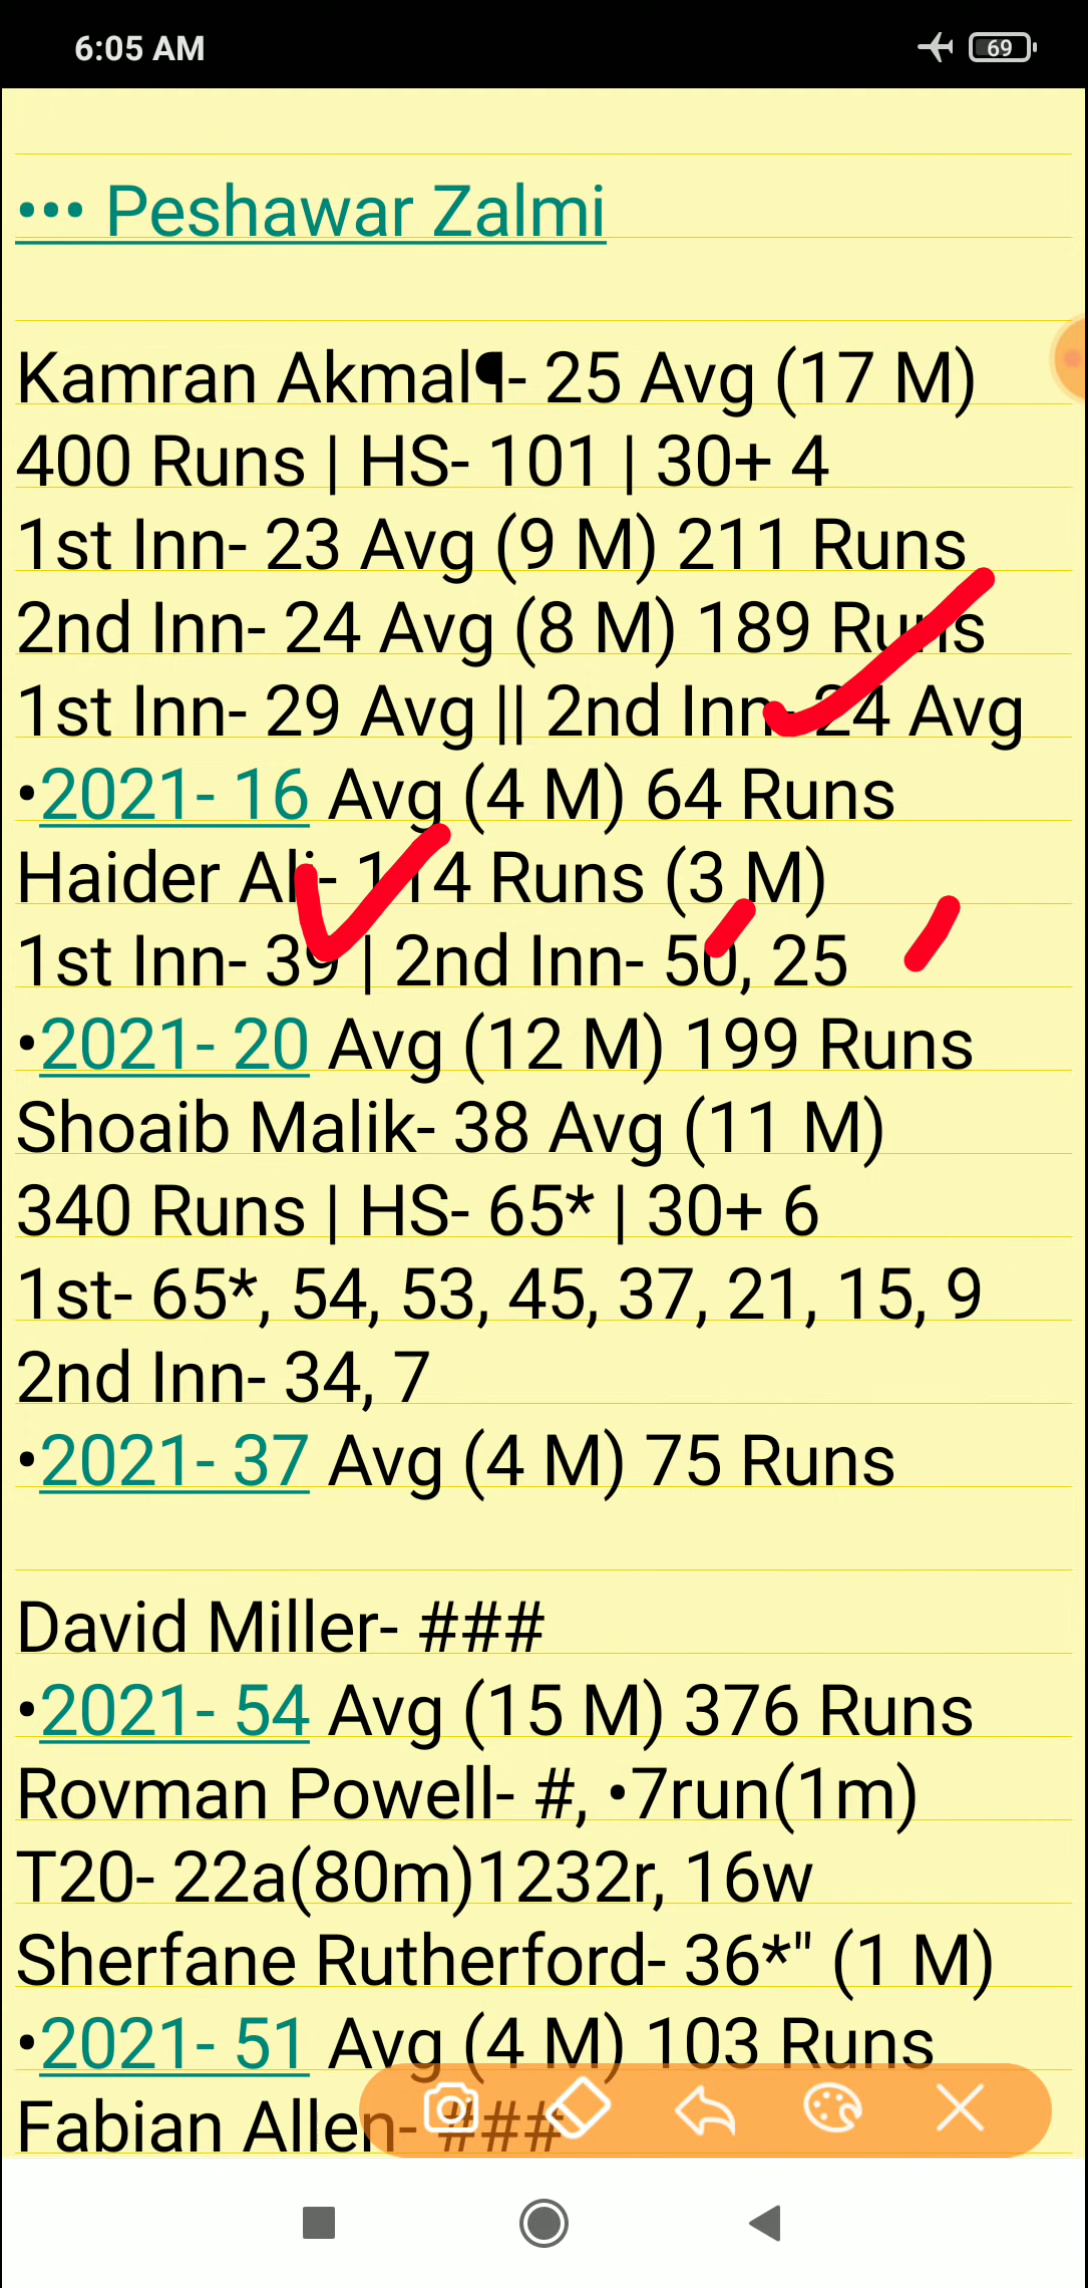 6:05 AM
69
••• Peshawar Zalmi
Kamran Akmal¶- 25 Avg (17 M)
400 Runs | HS- 101 | 30+ 4
1st Inn- 23 Avg (9 M) 211 Runs
2nd Inn- 24 Avg (8 M) 189 Runs
1st Inn- 29 Avg || 2nd Inn- 24 Avg
•2021- 16 Avg (4 M) 64 Runs
Haider Ali- 114 Runs (3 M)
1st Inn- 39 | 2nd Inn- 50, 25
•2021- 20 Avg (12 M) 199 Runs
Shoaib Malik- 38 Avg (11 M)
340 Runs | HS- 65* | 30+ 6
1st- 65*, 54, 53, 45, 37, 21, 15, 9
2nd Inn- 34, 7
•2021- 37 Avg (4 M) 75 Runs
David Miller- ###
•2021- 54 Avg (15 M) 376 Runs
Rovman Powell- #, •7run(1m)
T20- 22a(80m)1232r, 16w
Sherfane Rutherford- 36*" (1 M)
•2021- 51 Avg (4 M) 103 Runs
Fabian Allen- ###